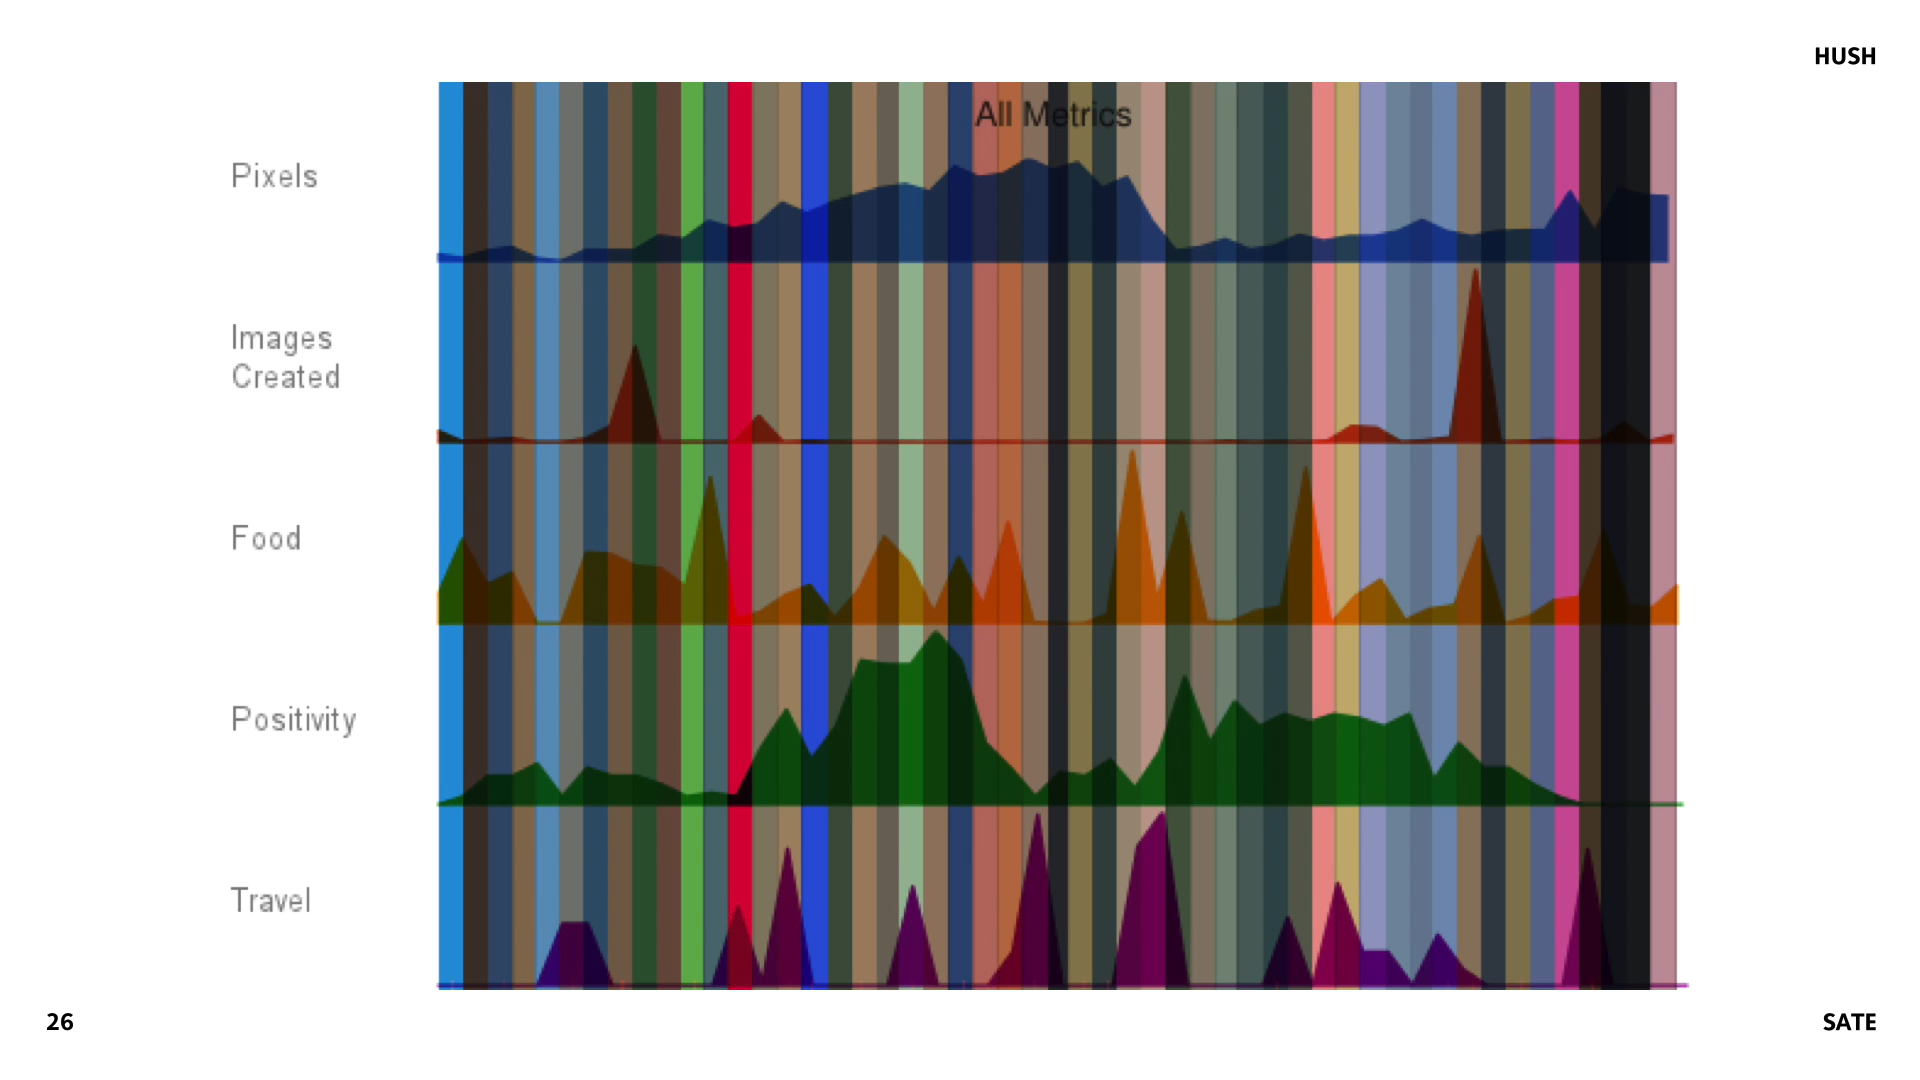 HUSH
All Metrics
Pixels
Images
Created
Food
Positivity
Travel
26
SATE